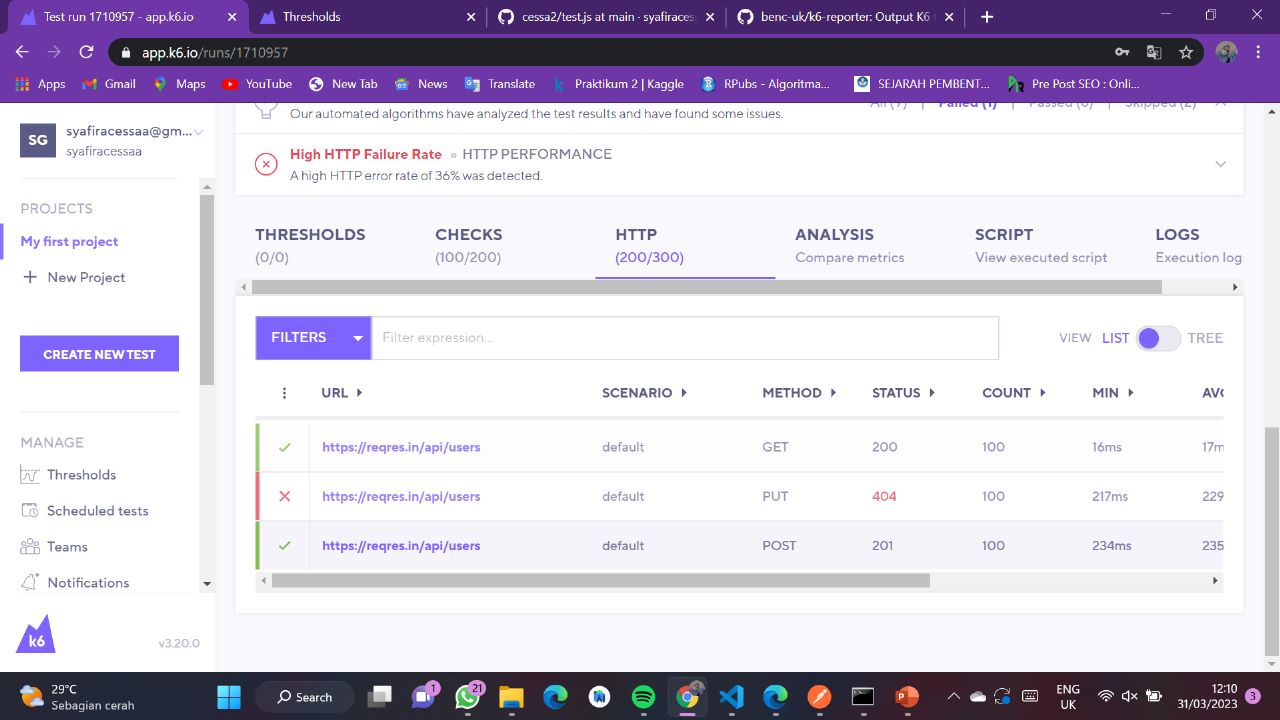 Test run 1710957 - app.k6.io
Thresholds
cessa2/test.js at main · syafiracess
benc-uk/k6-reporter: Output K6
app.k6.io/runs/1710957
Apps
Gmail
Maps
YouTube
New Tab
News
Translate
Praktikum 2 | Kaggle
RPubs - Algoritma...
SEJARAH PEMBENT...
Pre Post SEO : Onli...
SG
syafiracessaa@gm...
syafiracessaa
PROJECTS
My first project
New Project
CREATE NEW TEST
MANAGE
Thresholds
Scheduled tests
Teams
Notifications
k6
v3.20.0
Our automated algorithms have analyzed the test results and have found some issues.
All (9) | Failed (1) | Passed (6) | Skipped (2)
High HTTP Failure Rate » HTTP PERFORMANCE
A high HTTP error rate of 36% was detected.
THRESHOLDS
(0/0)
CHECKS
(100/200)
HTTP
(200/300)
ANALYSIS
Compare metrics
SCRIPT
View executed script
LOGS
Execution log
FILTERS
Filter expression...
VIEW LIST TREE
URL SCENARIO METHOD STATUS COUNT MIN AVG
https://reqres.in/api/users default GET 200 100 16ms 17m
https://reqres.in/api/users default PUT 404 100 217ms 229
https://reqres.in/api/users default POST 201 100 234ms 235
29°C
Sebagian cerah
Search
1
21
ENG
UK
12:10
31/03/2023
3